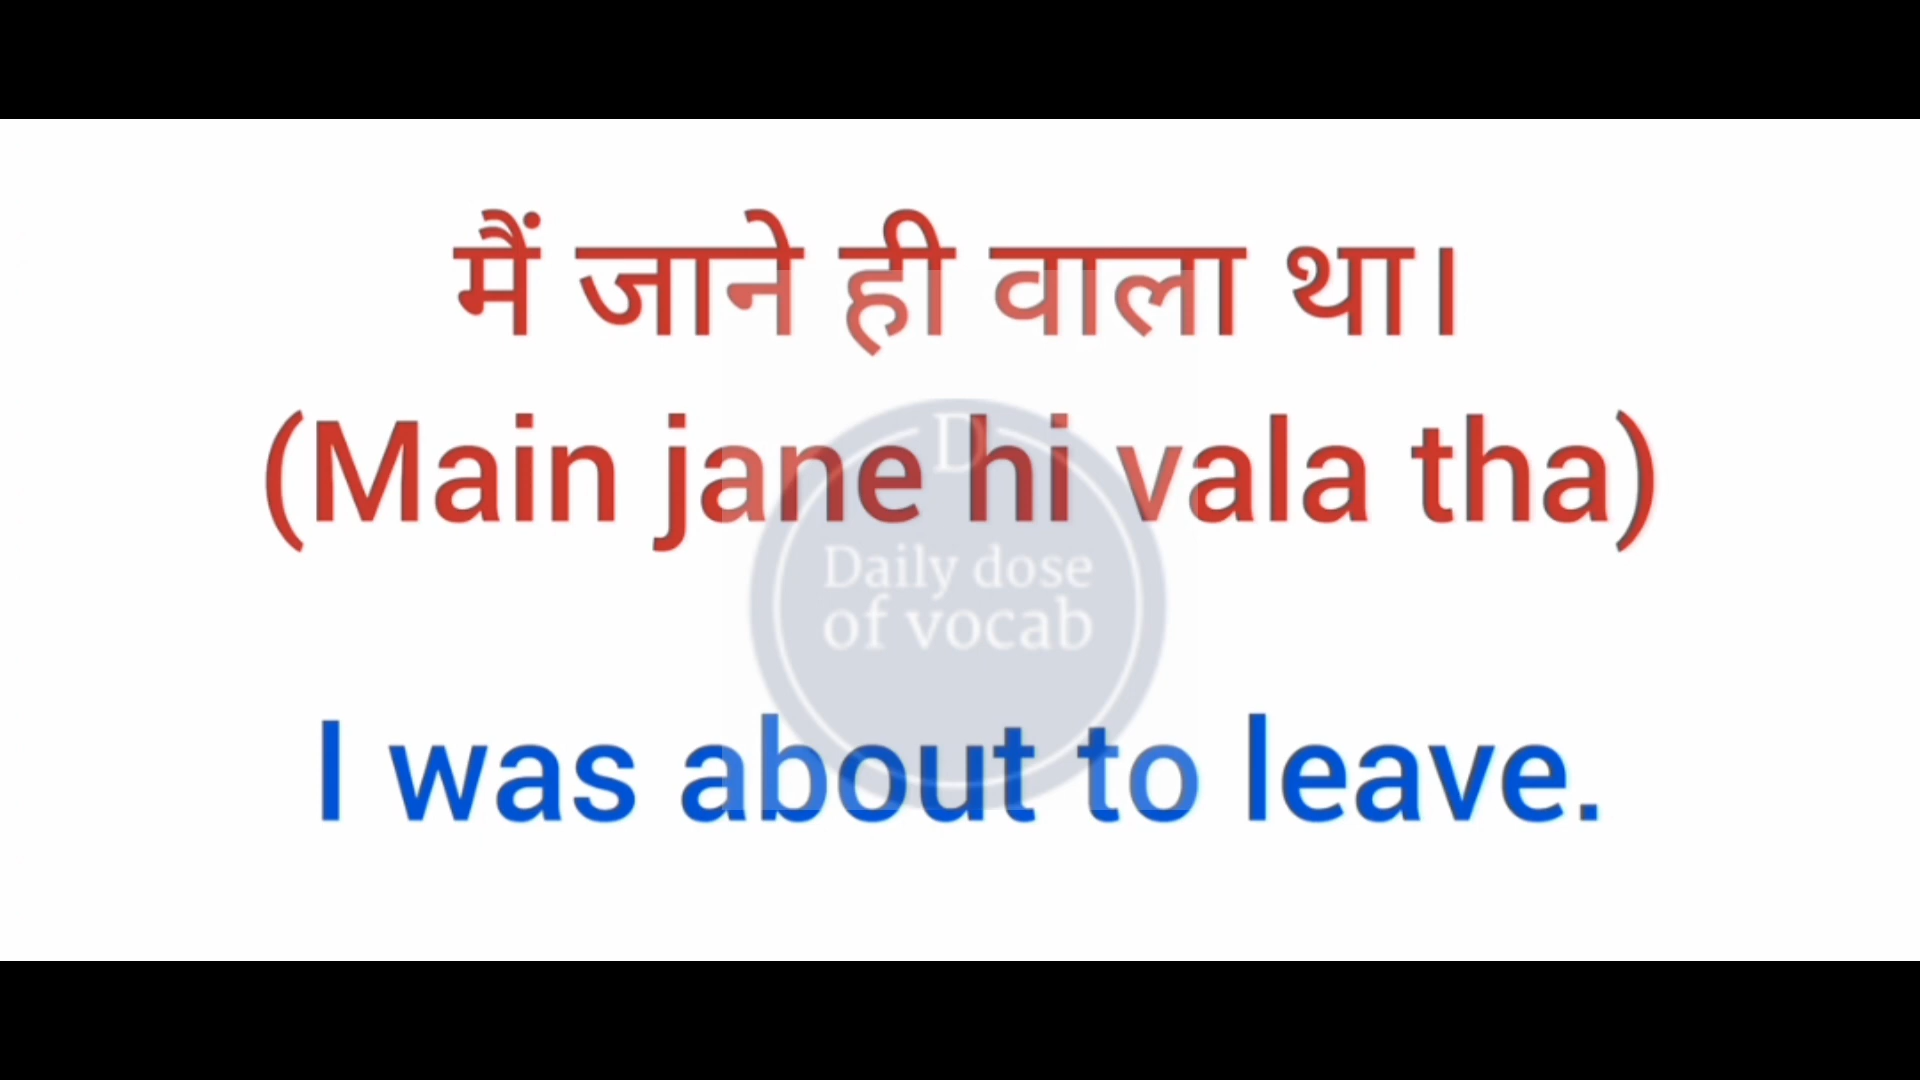 मैं जाने ही वाला था।
(Main jane hi vala tha)
D
Daily dose
of vocab
I was about to leave.